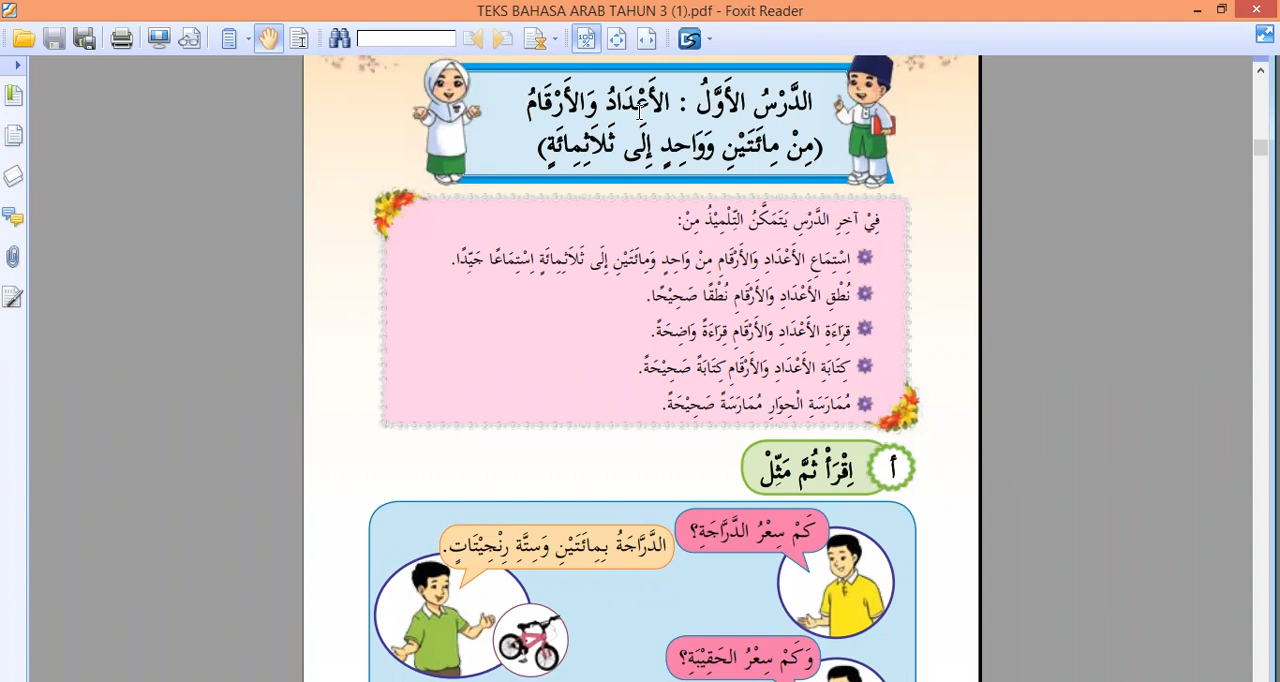 TEKS BAHASA ARAB TAHUN 3 (1).pdf - Foxit Reader
الدَّرْسُ الأَوَّلُ : الأَعْدَادُ وَالأَرْقَامُ
(مِنْ مِائَتَيْنِ وَوَاحِدٍ إِلَى ثَلَاثِمِائَةٍ)
فِيْ آخِرِ الدَّرْسِ يَتَمَكَّنُ التِّلْمِيْذُ مِنْ:
اِسْتِمَاعِ الأَعْدَادِ وَالأَرْقَامِ مِنْ وَاحِدٍ وَمِائَتَيْنِ إِلَى ثَلَاثِمِائَةٍ اِسْتِمَاعًا جَيِّدًا.
نُطْقِ الأَعْدَادِ وَالأَرْقَامِ نُطْقًا صَحِيْحًا.
قِرَاءَةِ الأَعْدَادِ وَالأَرْقَامِ قِرَاءَةً وَاضِحَةً.
كِتَابَةِ الأَعْدَادِ وَالأَرْقَامِ كِتَابَةً صَحِيْحَةً.
مُمَارَسَةِ الْحِوَارِ مُمَارَسَةً صَحِيْحَةً.
أ اِقْرَأْ ثُمَّ مَثِّلْ
كَمْ سِعْرُ الدَّرَّاجَةِ؟
الدَّرَّاجَةُ بِمِائَتَيْنِ وَسِتَّةِ رِنْجِيْتَاتٍ.
وَكَمْ سِعْرُ الحَقِيْبَةِ؟